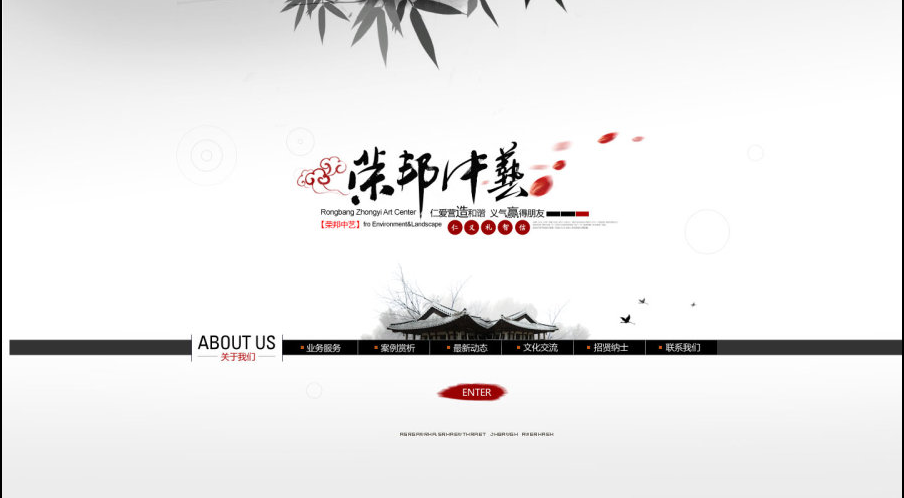 荣邦中藝
Rongbang Zhongyi Art Center
仁爱营造和谐 义气赢得朋友
【荣邦中艺】fro Environment&Landscape
仁 义 礼 智 信
ABOUT US
关于我们
业务服务 案例赏析 最新动态 文化交流 招贤纳士 联系我们
ENTER